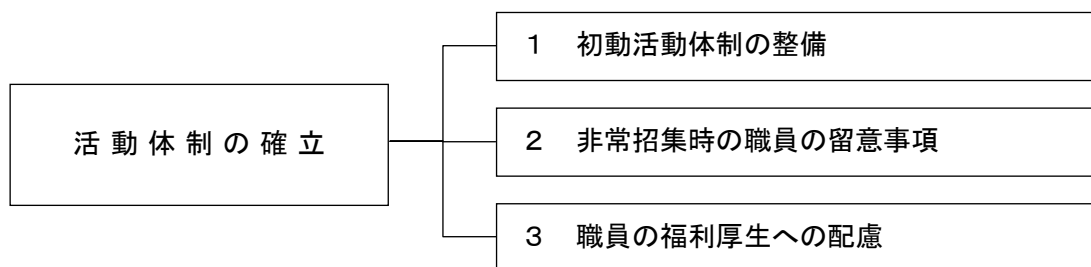 １　初動活動体制の整備
活動体制の確立
２　非常招集時の職員の留意事項
３　職員の福利厚生への配慮